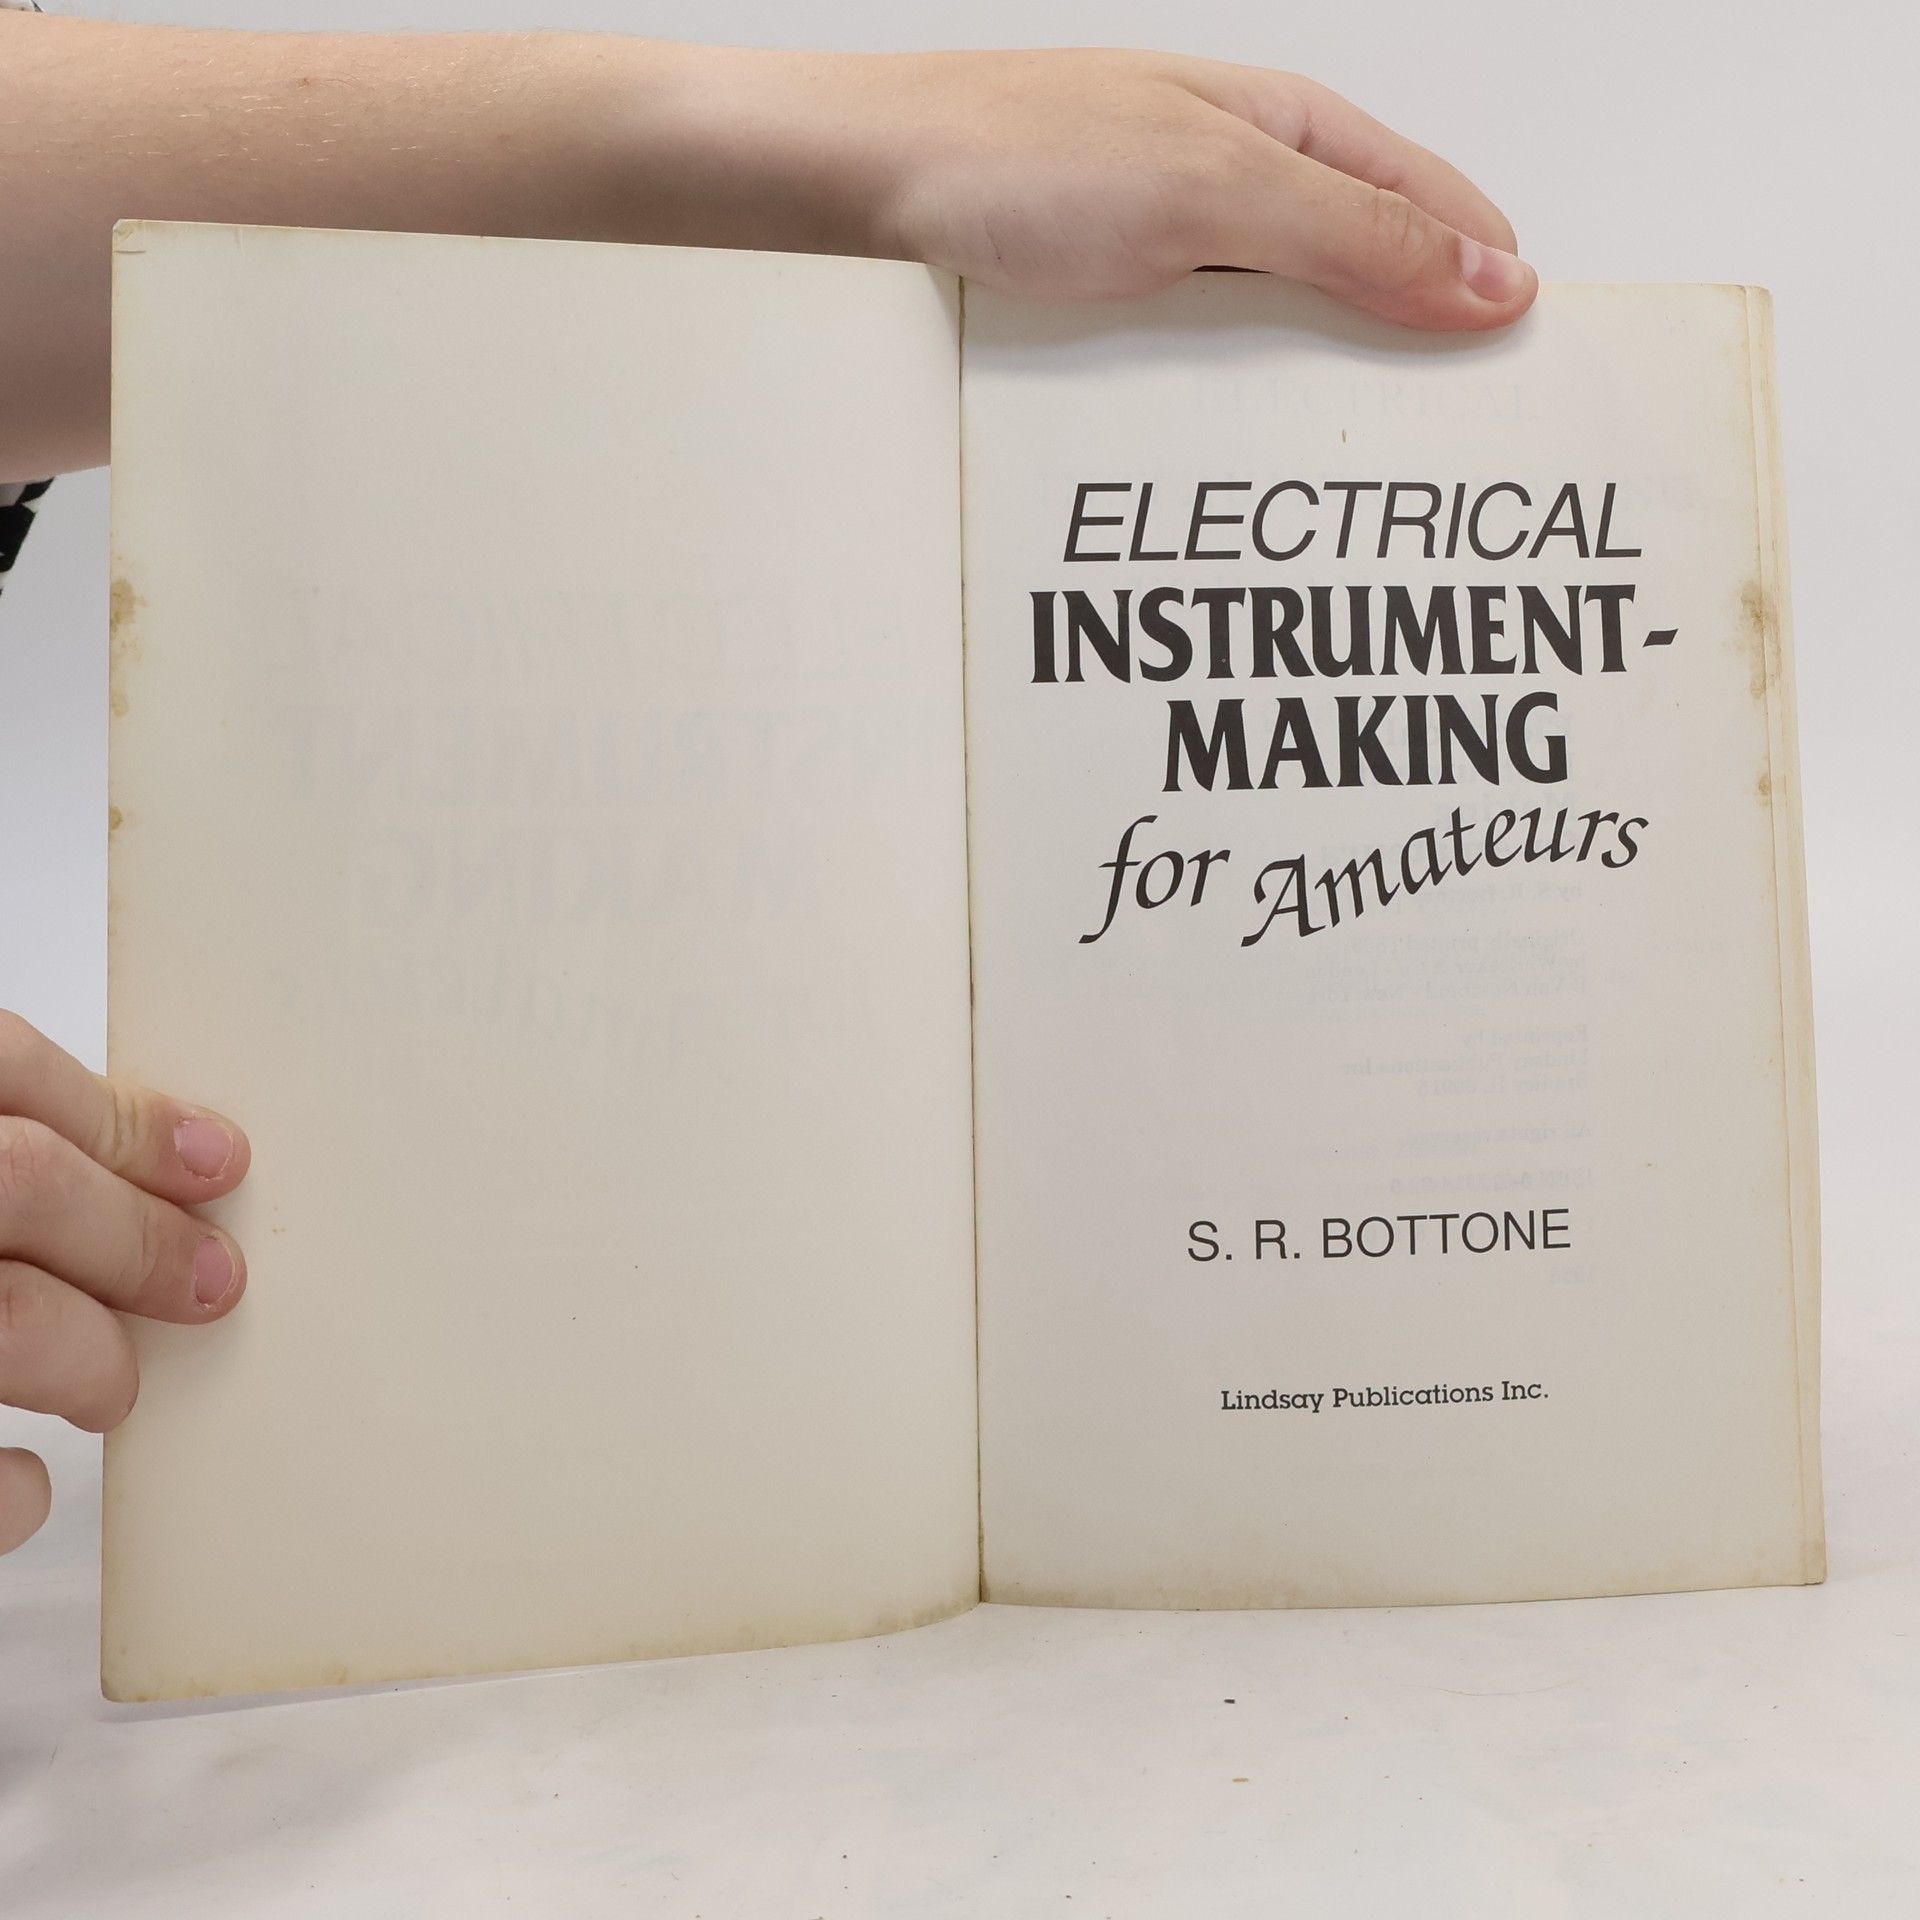 ELECTRICAL
INSTRUMENT-
MAKING
for Amateurs
S. R. BOTTONE
Lindsay Publications Inc.